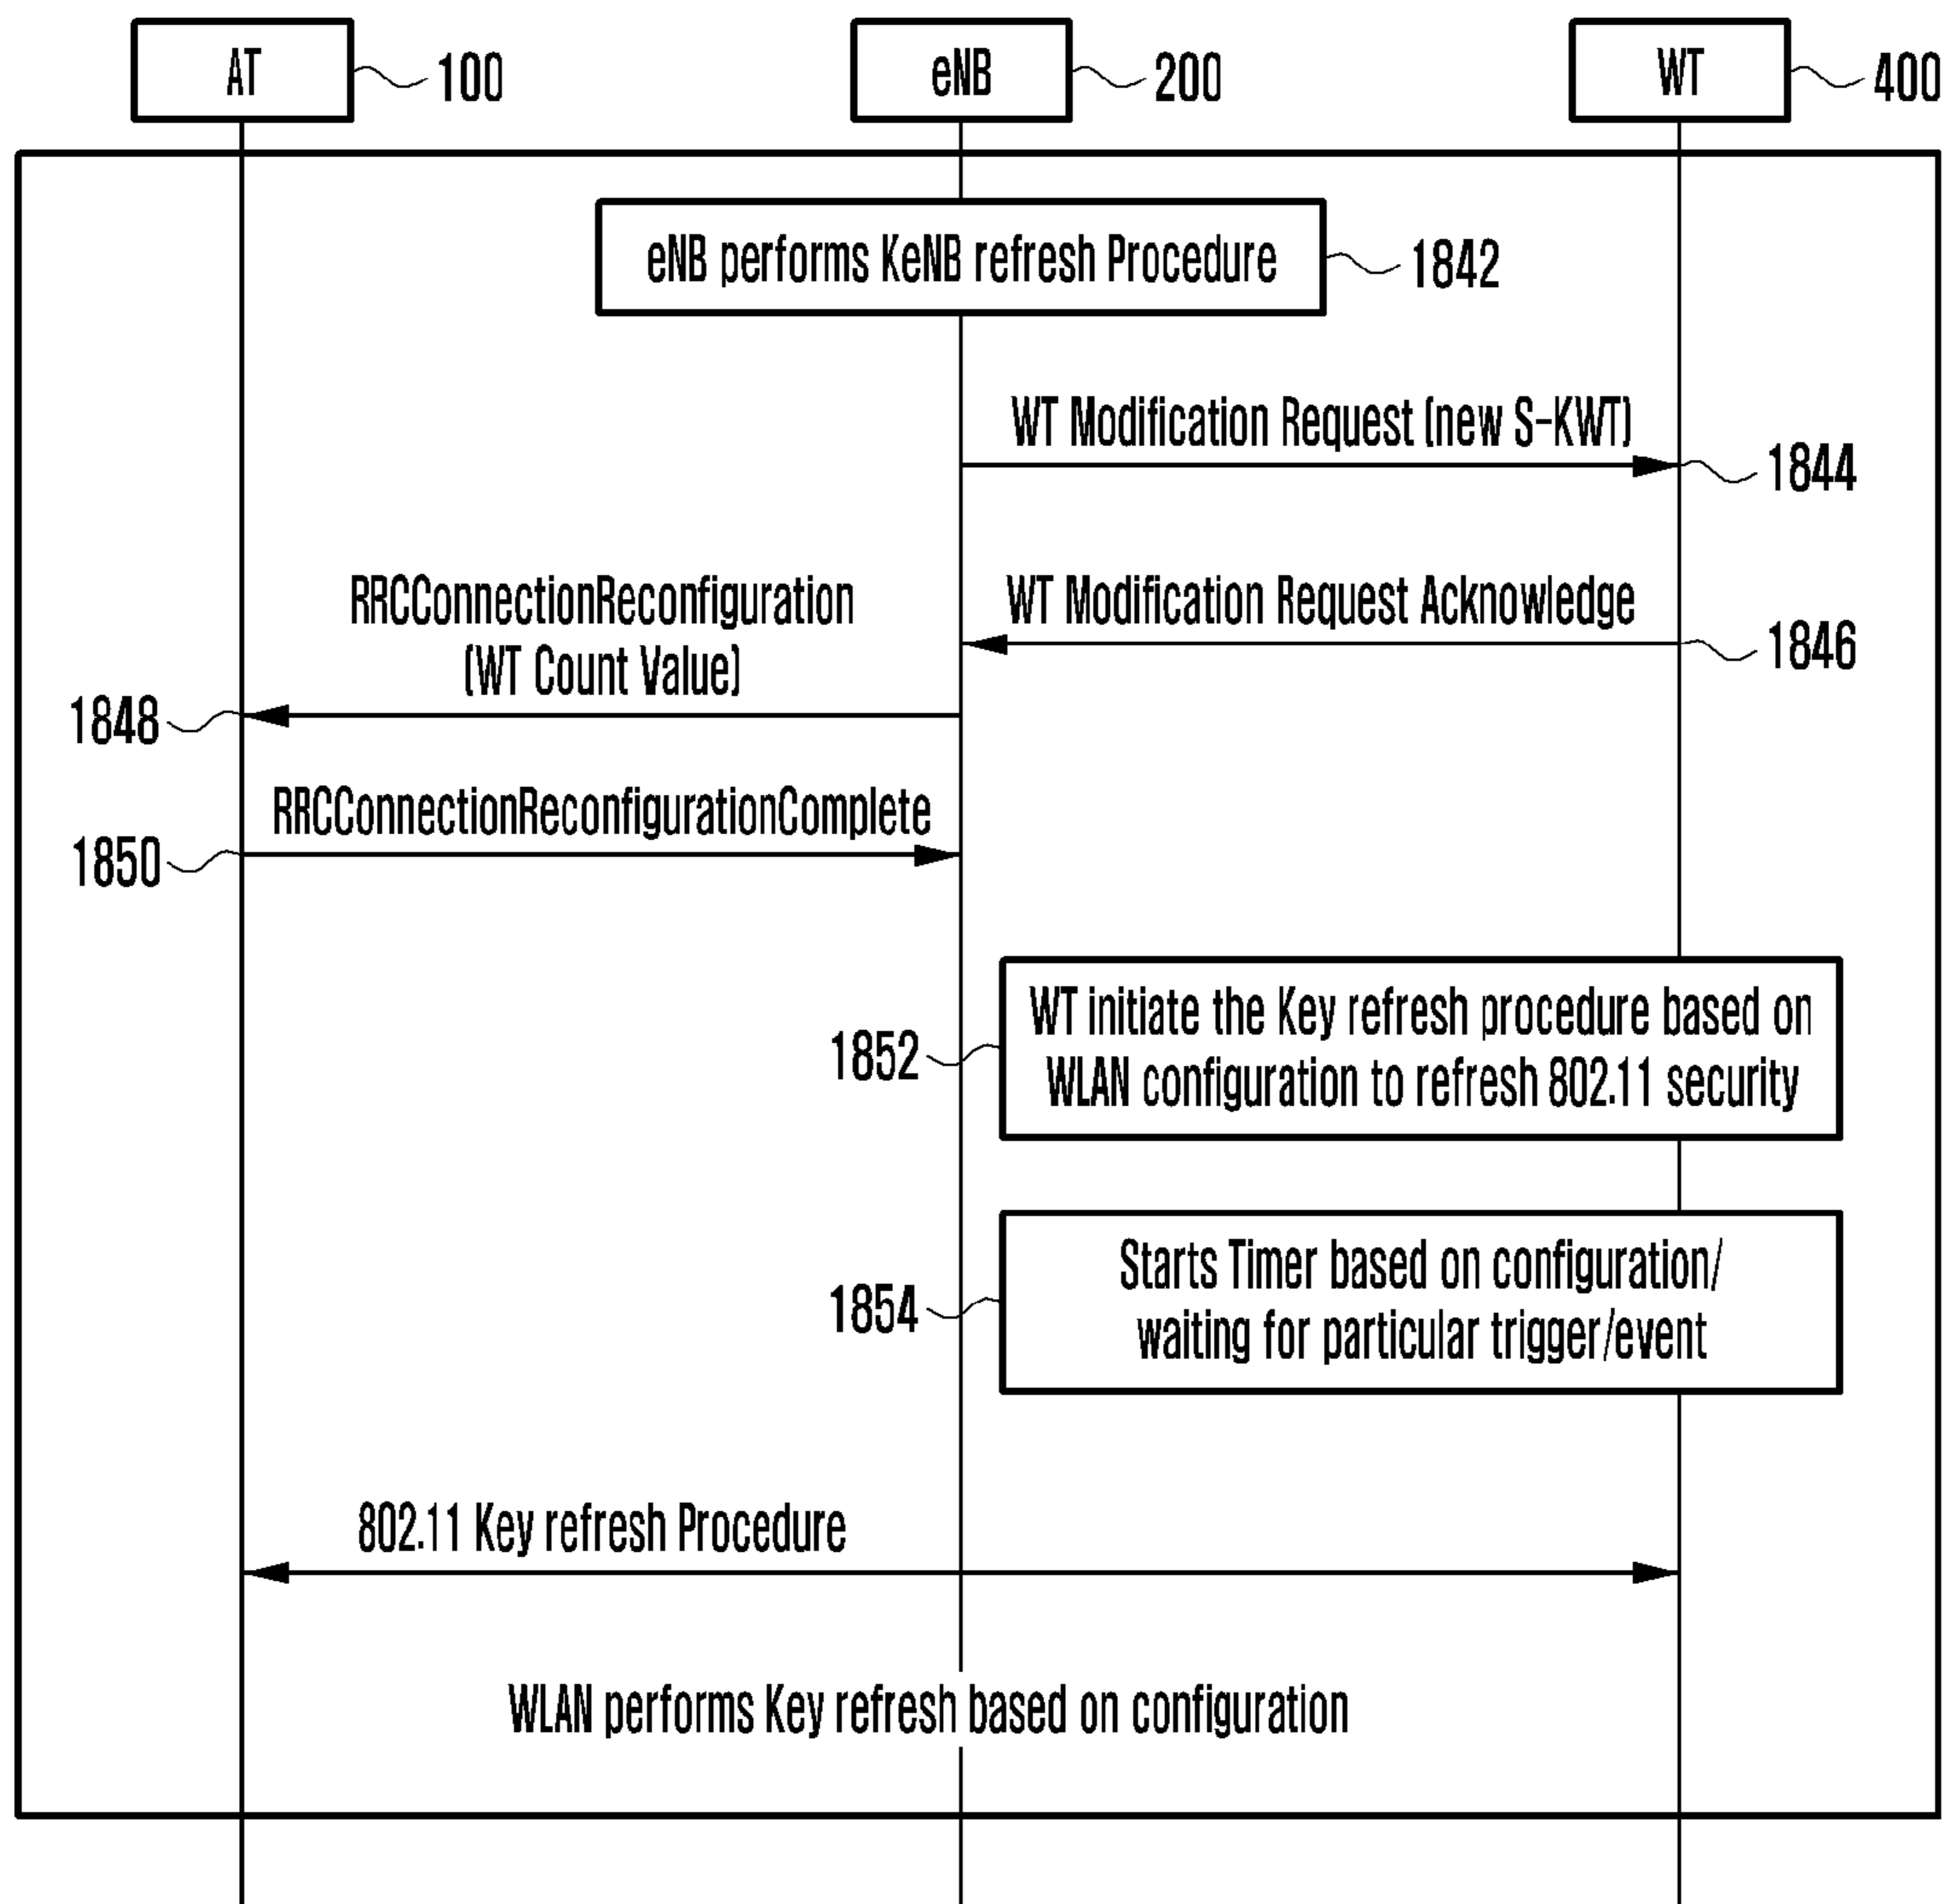 AT
100
eNB
200
WT
400
eNB performs KeNB refresh Procedure
1842
WT Modification Request (new S-KWT)
1844
RRCConnectionReconfiguration
(WT Count Value)
WT Modification Request Acknowledge
1846
1848
RRCConnectionReconfigurationComplete
1850
WT initiate the Key refresh procedure based on
WLAN configuration to refresh 802.11 security
1852
Starts Timer based on configuration/
waiting for particular trigger/event
1854
802.11 Key refresh Procedure
WLAN performs Key refresh based on configuration